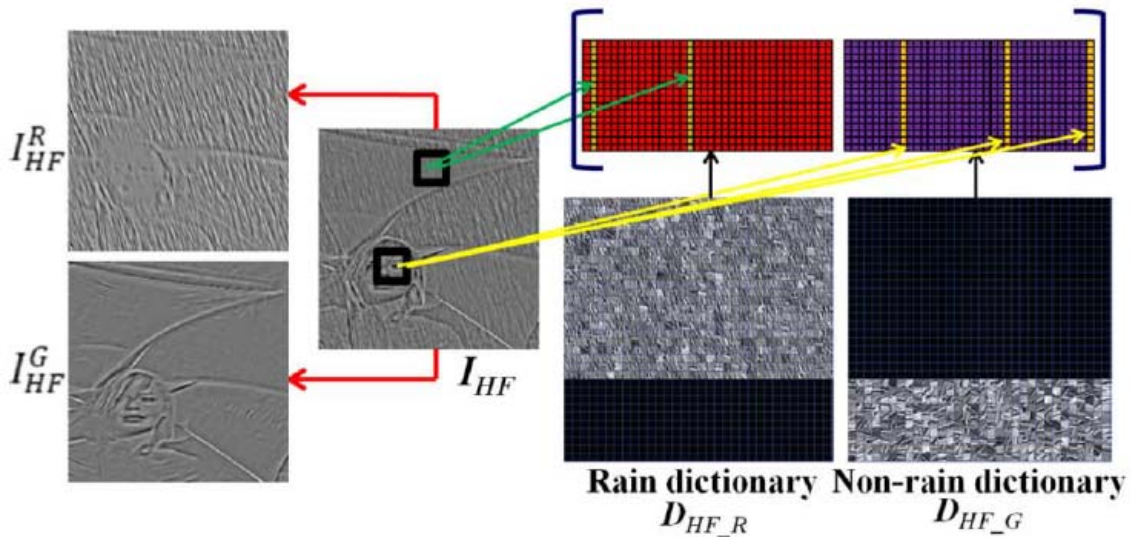 I_{HF}^{R}
I_{HF}^{G}
I_{HF}
Rain dictionary
D_{HF_R}
Non-rain dictionary
D_{HF_G}